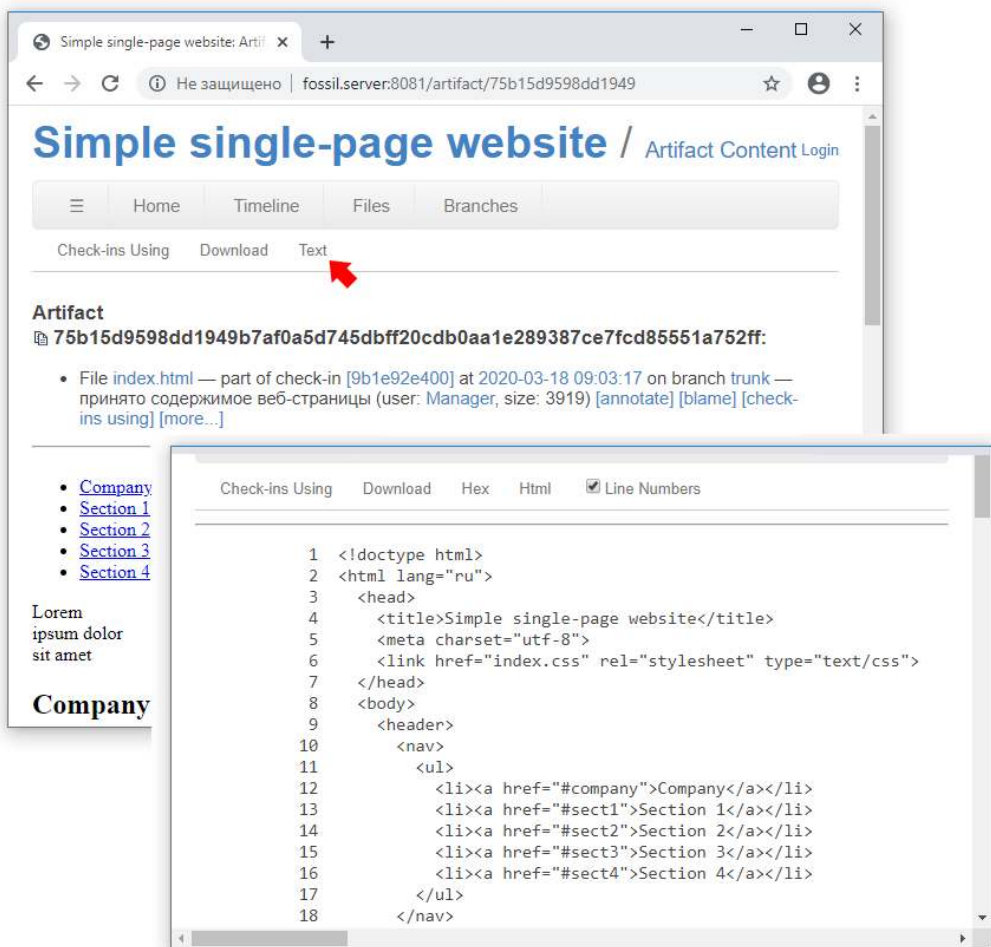 Simple single-page website: Artif
Не защищено | fossil.server:8081/artifact/75b15d9598dd1949
Simple single-page website / Artifact Content Login
☰ Home Timeline Files Branches
Check-ins Using Download Text
Artifact
75b15d9598dd1949b7af0a5d745dbff20cdb0aa1e289387ce7fcd85551a752ff:
• File index.html — part of check-in [9b1e92e400] at 2020-03-18 09:03:17 on branch trunk —
принято содержимое веб-страницы (user: Manager, size: 3919) [annotate] [blame] [check-
ins using] [more...]
• Company
• Section 1
• Section 2
• Section 3
• Section 4
Lorem
ipsum dolor
sit amet
Company
Check-ins Using Download Hex Html Line Numbers
1 <!doctype html>
2 <html lang="ru">
3 <head>
4 <title>Simple single-page website</title>
5 <meta charset="utf-8">
6 <link href="index.css" rel="stylesheet" type="text/css">
7 </head>
8 <body>
9 <header>
10 <nav>
11 <ul>
12 <li><a href="#company">Company</a></li>
13 <li><a href="#sect1">Section 1</a></li>
14 <li><a href="#sect2">Section 2</a></li>
15 <li><a href="#sect3">Section 3</a></li>
16 <li><a href="#sect4">Section 4</a></li>
17 </ul>
18 </nav>